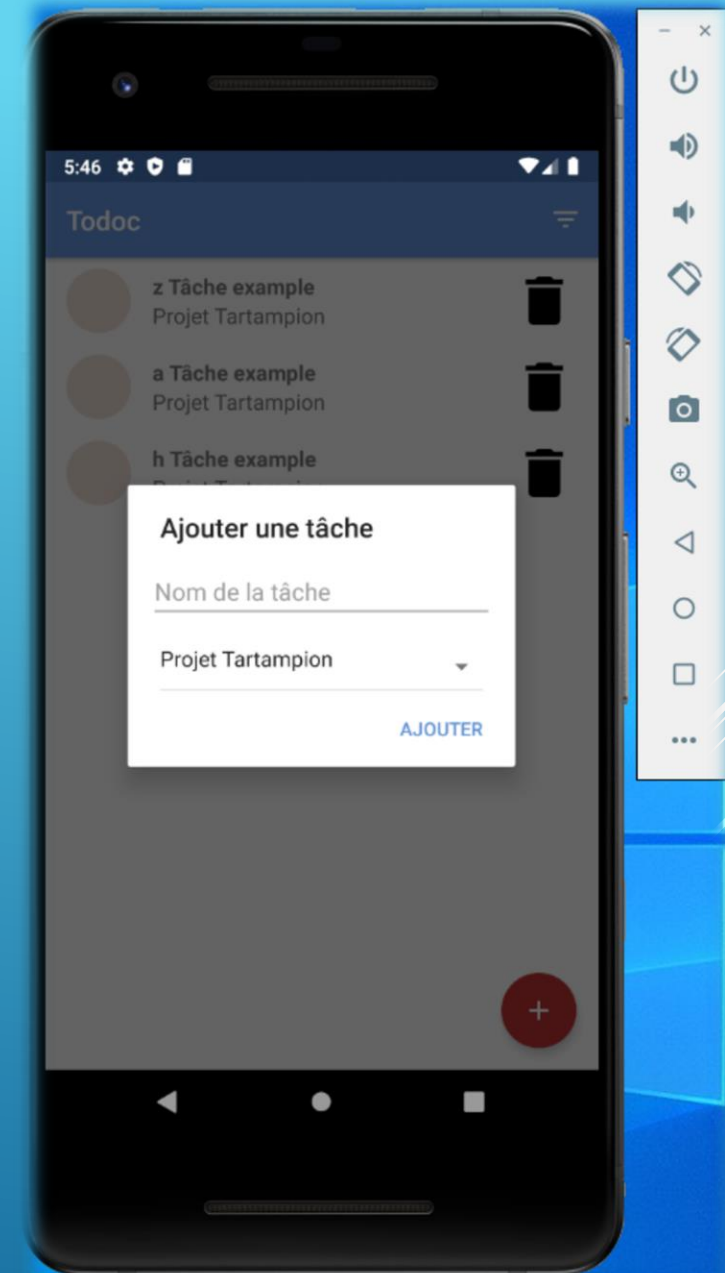 5:46
Todoc
z Tâche example
Projet Tartampion
a Tâche example
Projet Tartampion
h Tâche example
Ajouter une tâche
Nom de la tâche
Projet Tartampion
AJOUTER